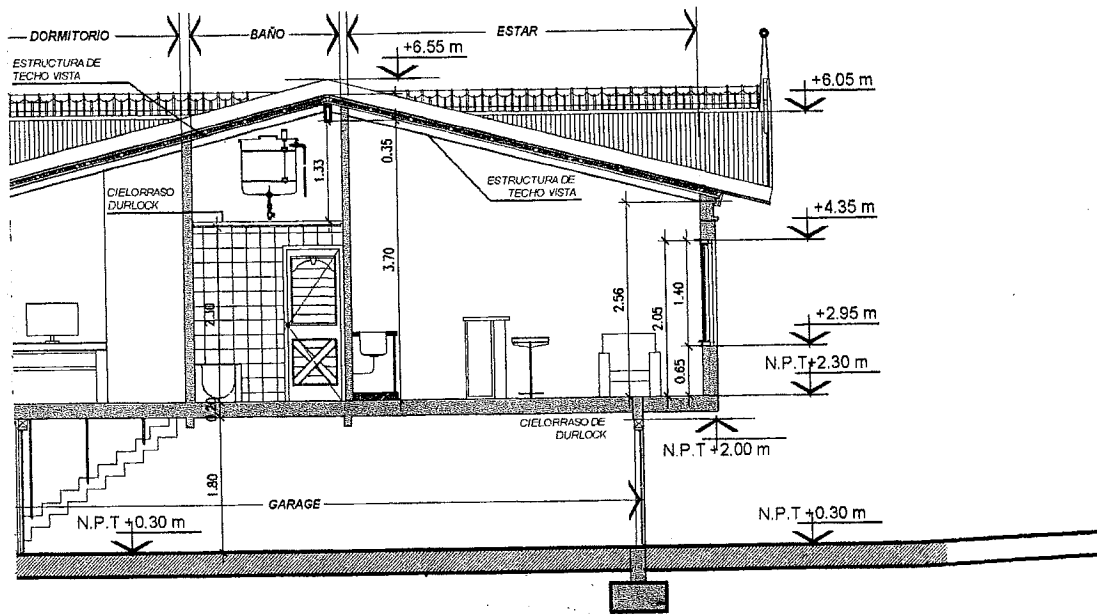 DORMITORIO
BAÑO
ESTAR
ESTRUCTURA DE
TECHO VISTA
+6.55 m
+6.05 m
1.33
0.35
CIELORRASO
DURLOCK
ESTRUCTURA DE
TECHO VISTA
+4.35 m
3.70
2.56
2.05
1.40
+2.95 m
0.65
N.P.T+2.30 m
0.20
CIELORRASO DE
DURLOCK
N.P.T +2.00 m
1.80
GARAGE
N.P.T +0.30 m
N.P.T +0.30 m